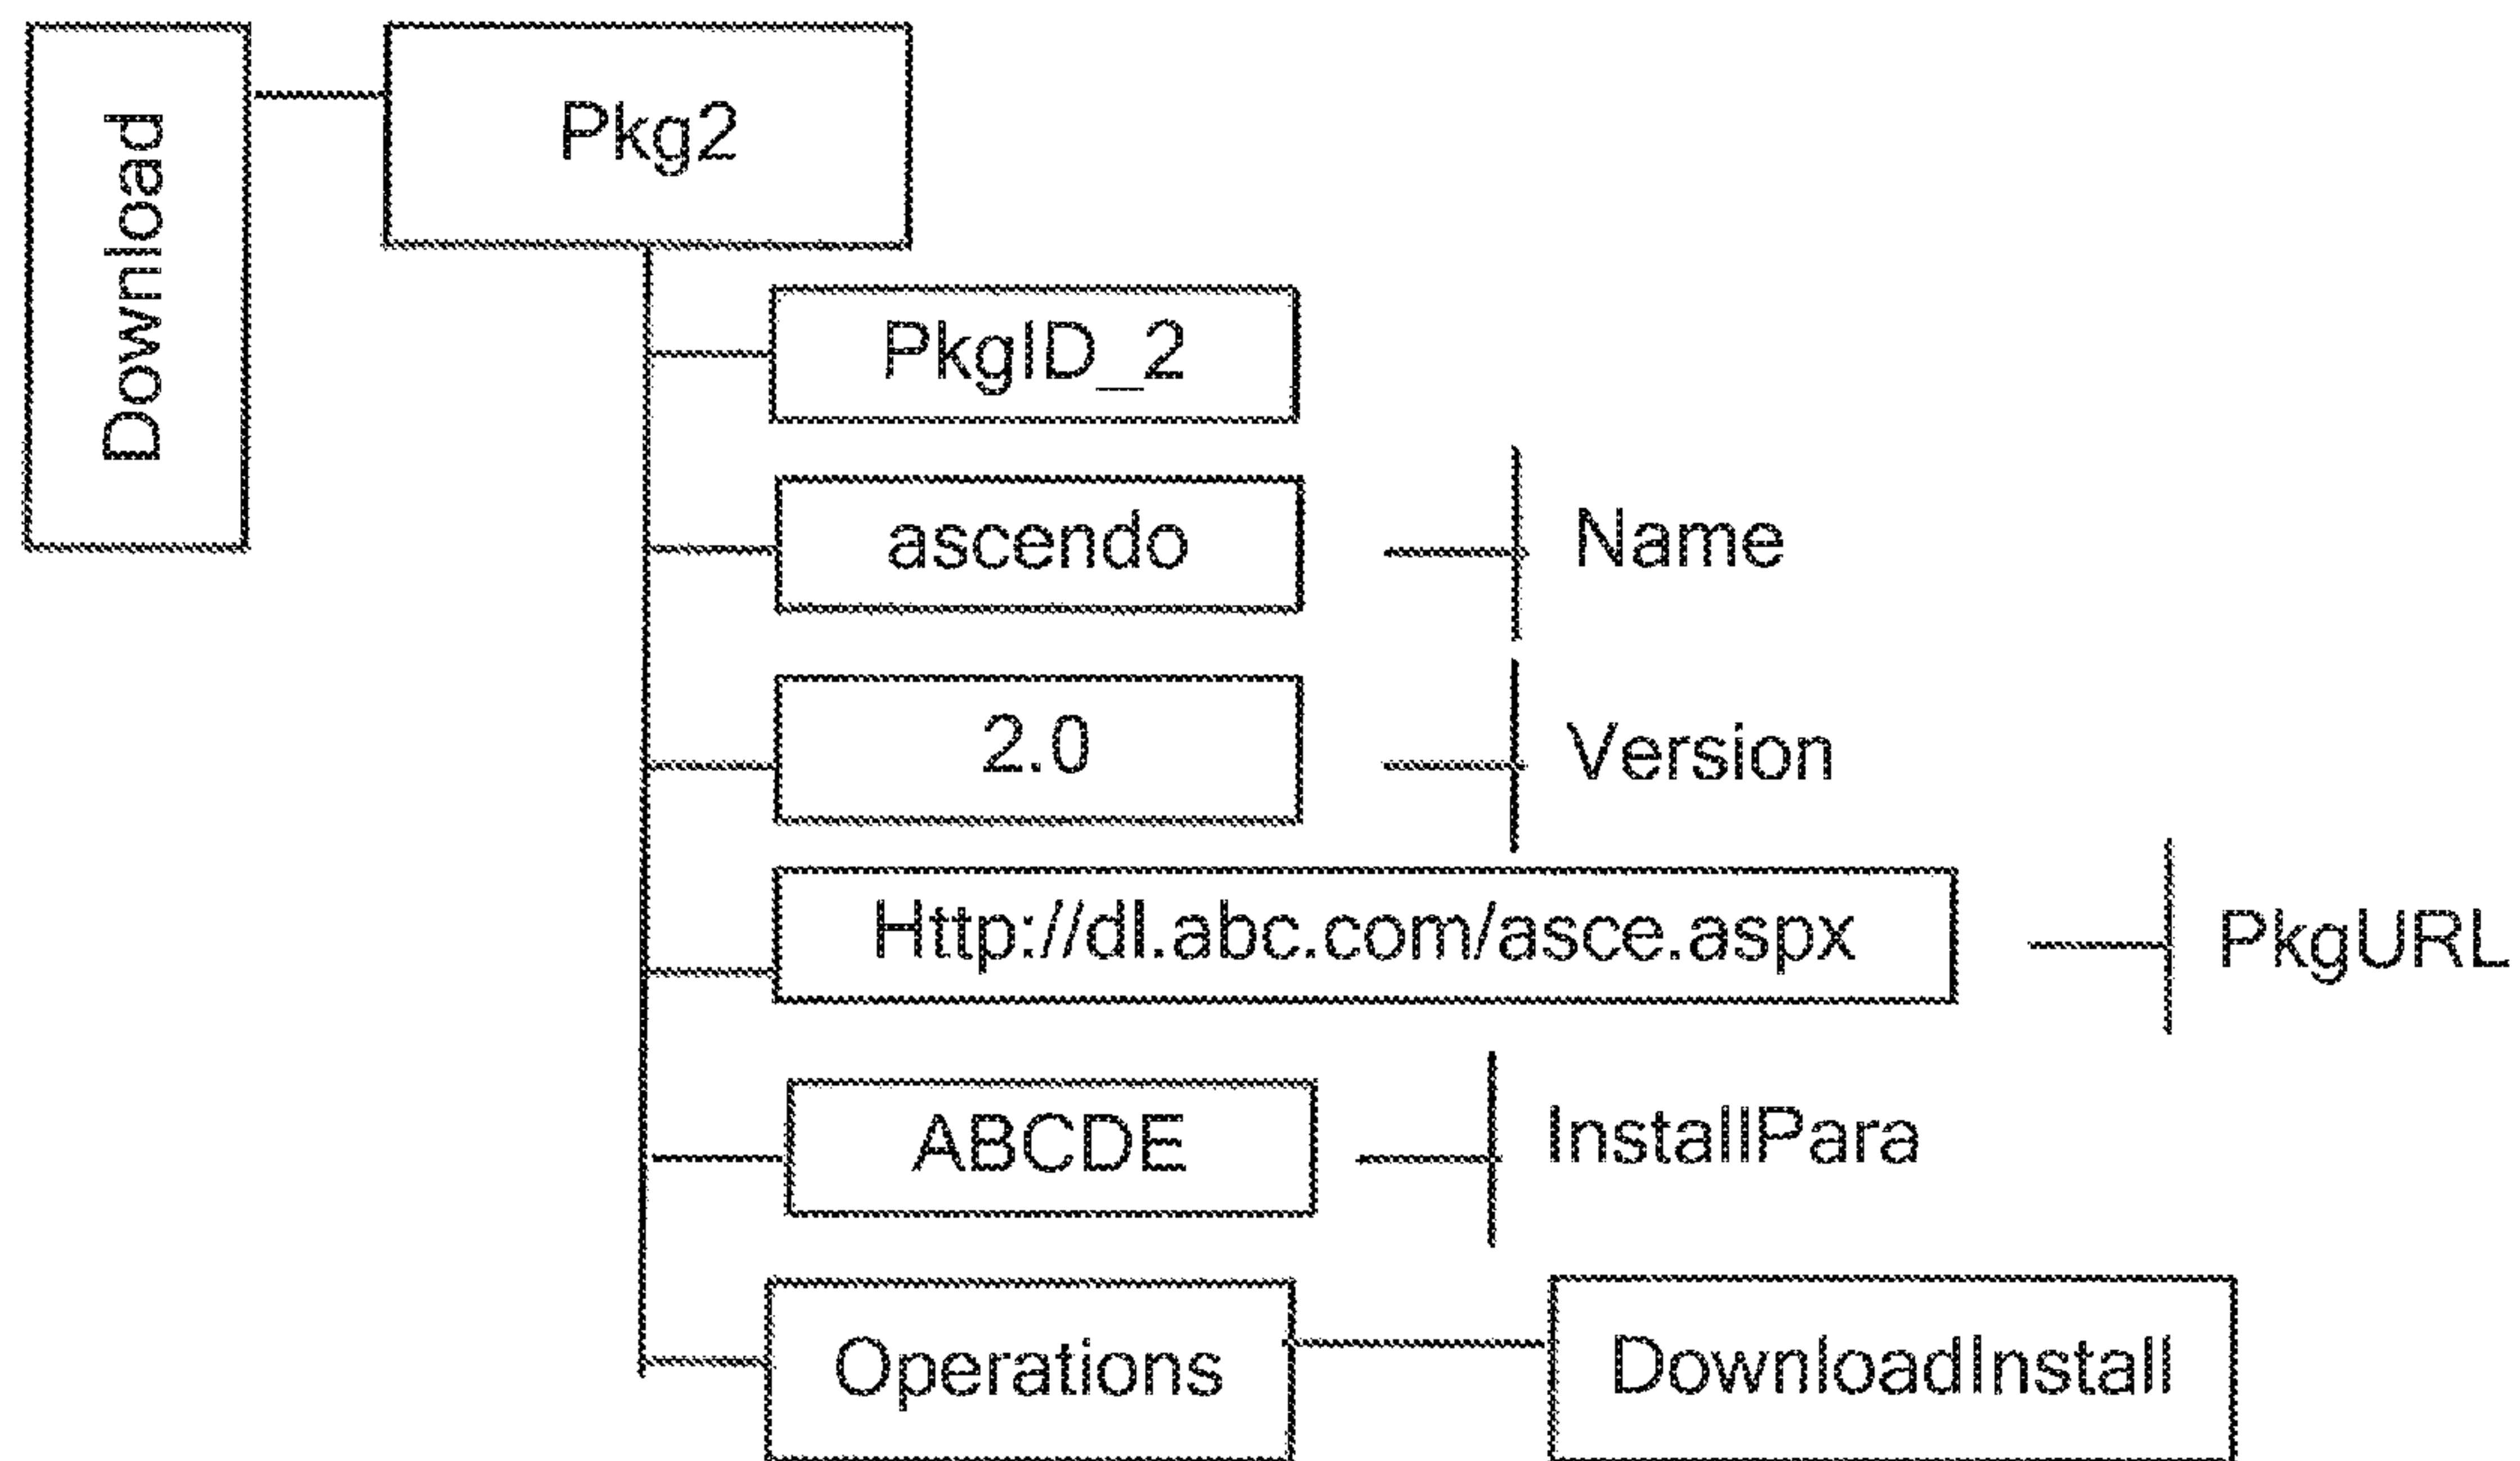 Download
Pkg2
PkgID_2
ascendo
Name
2.0
Version
Http://dl.abc.com/asce.aspx
PkgURL
ABCDE
InstallPara
Operations
DownloadInstall